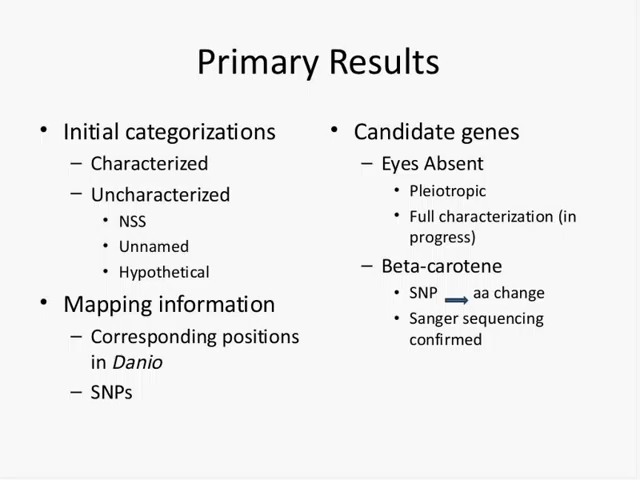 Primary Results
• Initial categorizations
– Characterized
– Uncharacterized
• NSS
• Unnamed
• Hypothetical
• Mapping information
– Corresponding positions
in Danio
– SNPs
• Candidate genes
– Eyes Absent
• Pleiotropic
• Full characterization (in
progress)
– Beta-carotene
• SNP aa change
• Sanger sequencing
confirmed